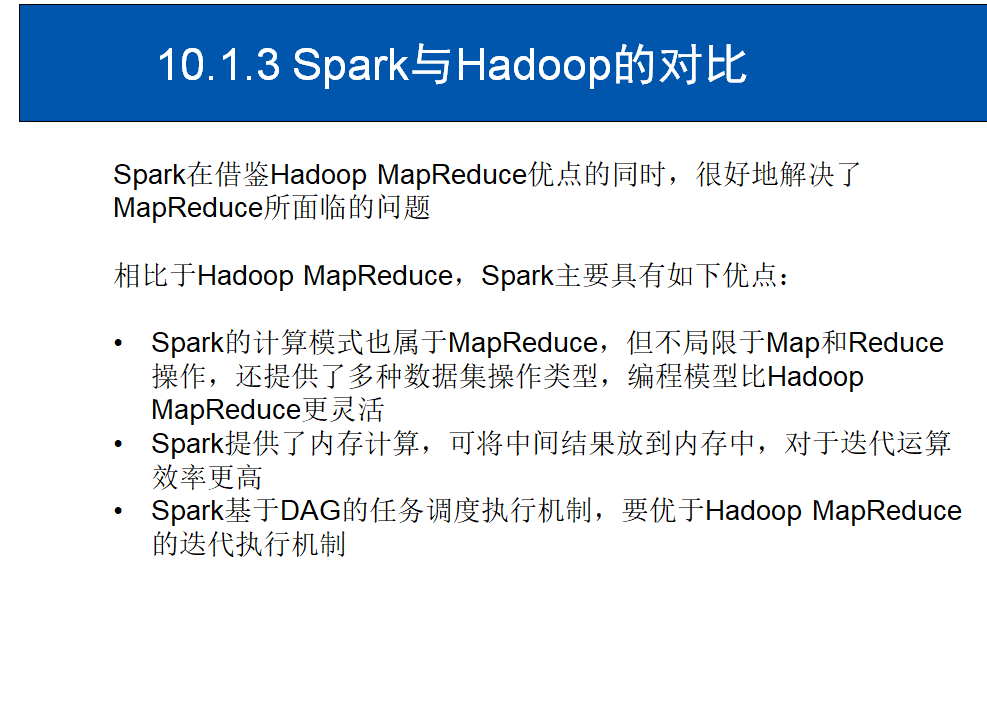 10.1.3 Spark与Hadoop的对比
Spark在借鉴Hadoop MapReduce优点的同时，很好地解决了
MapReduce所面临的问题
相比于Hadoop MapReduce，Spark主要具有如下优点：
• Spark的计算模式也属于MapReduce，但不局限于Map和Reduce
操作，还提供了多种数据集操作类型，编程模型比Hadoop
MapReduce更灵活
• Spark提供了内存计算，可将中间结果放到内存中，对于迭代运算
效率更高
• Spark基于DAG的任务调度执行机制，要优于Hadoop MapReduce
的迭代执行机制